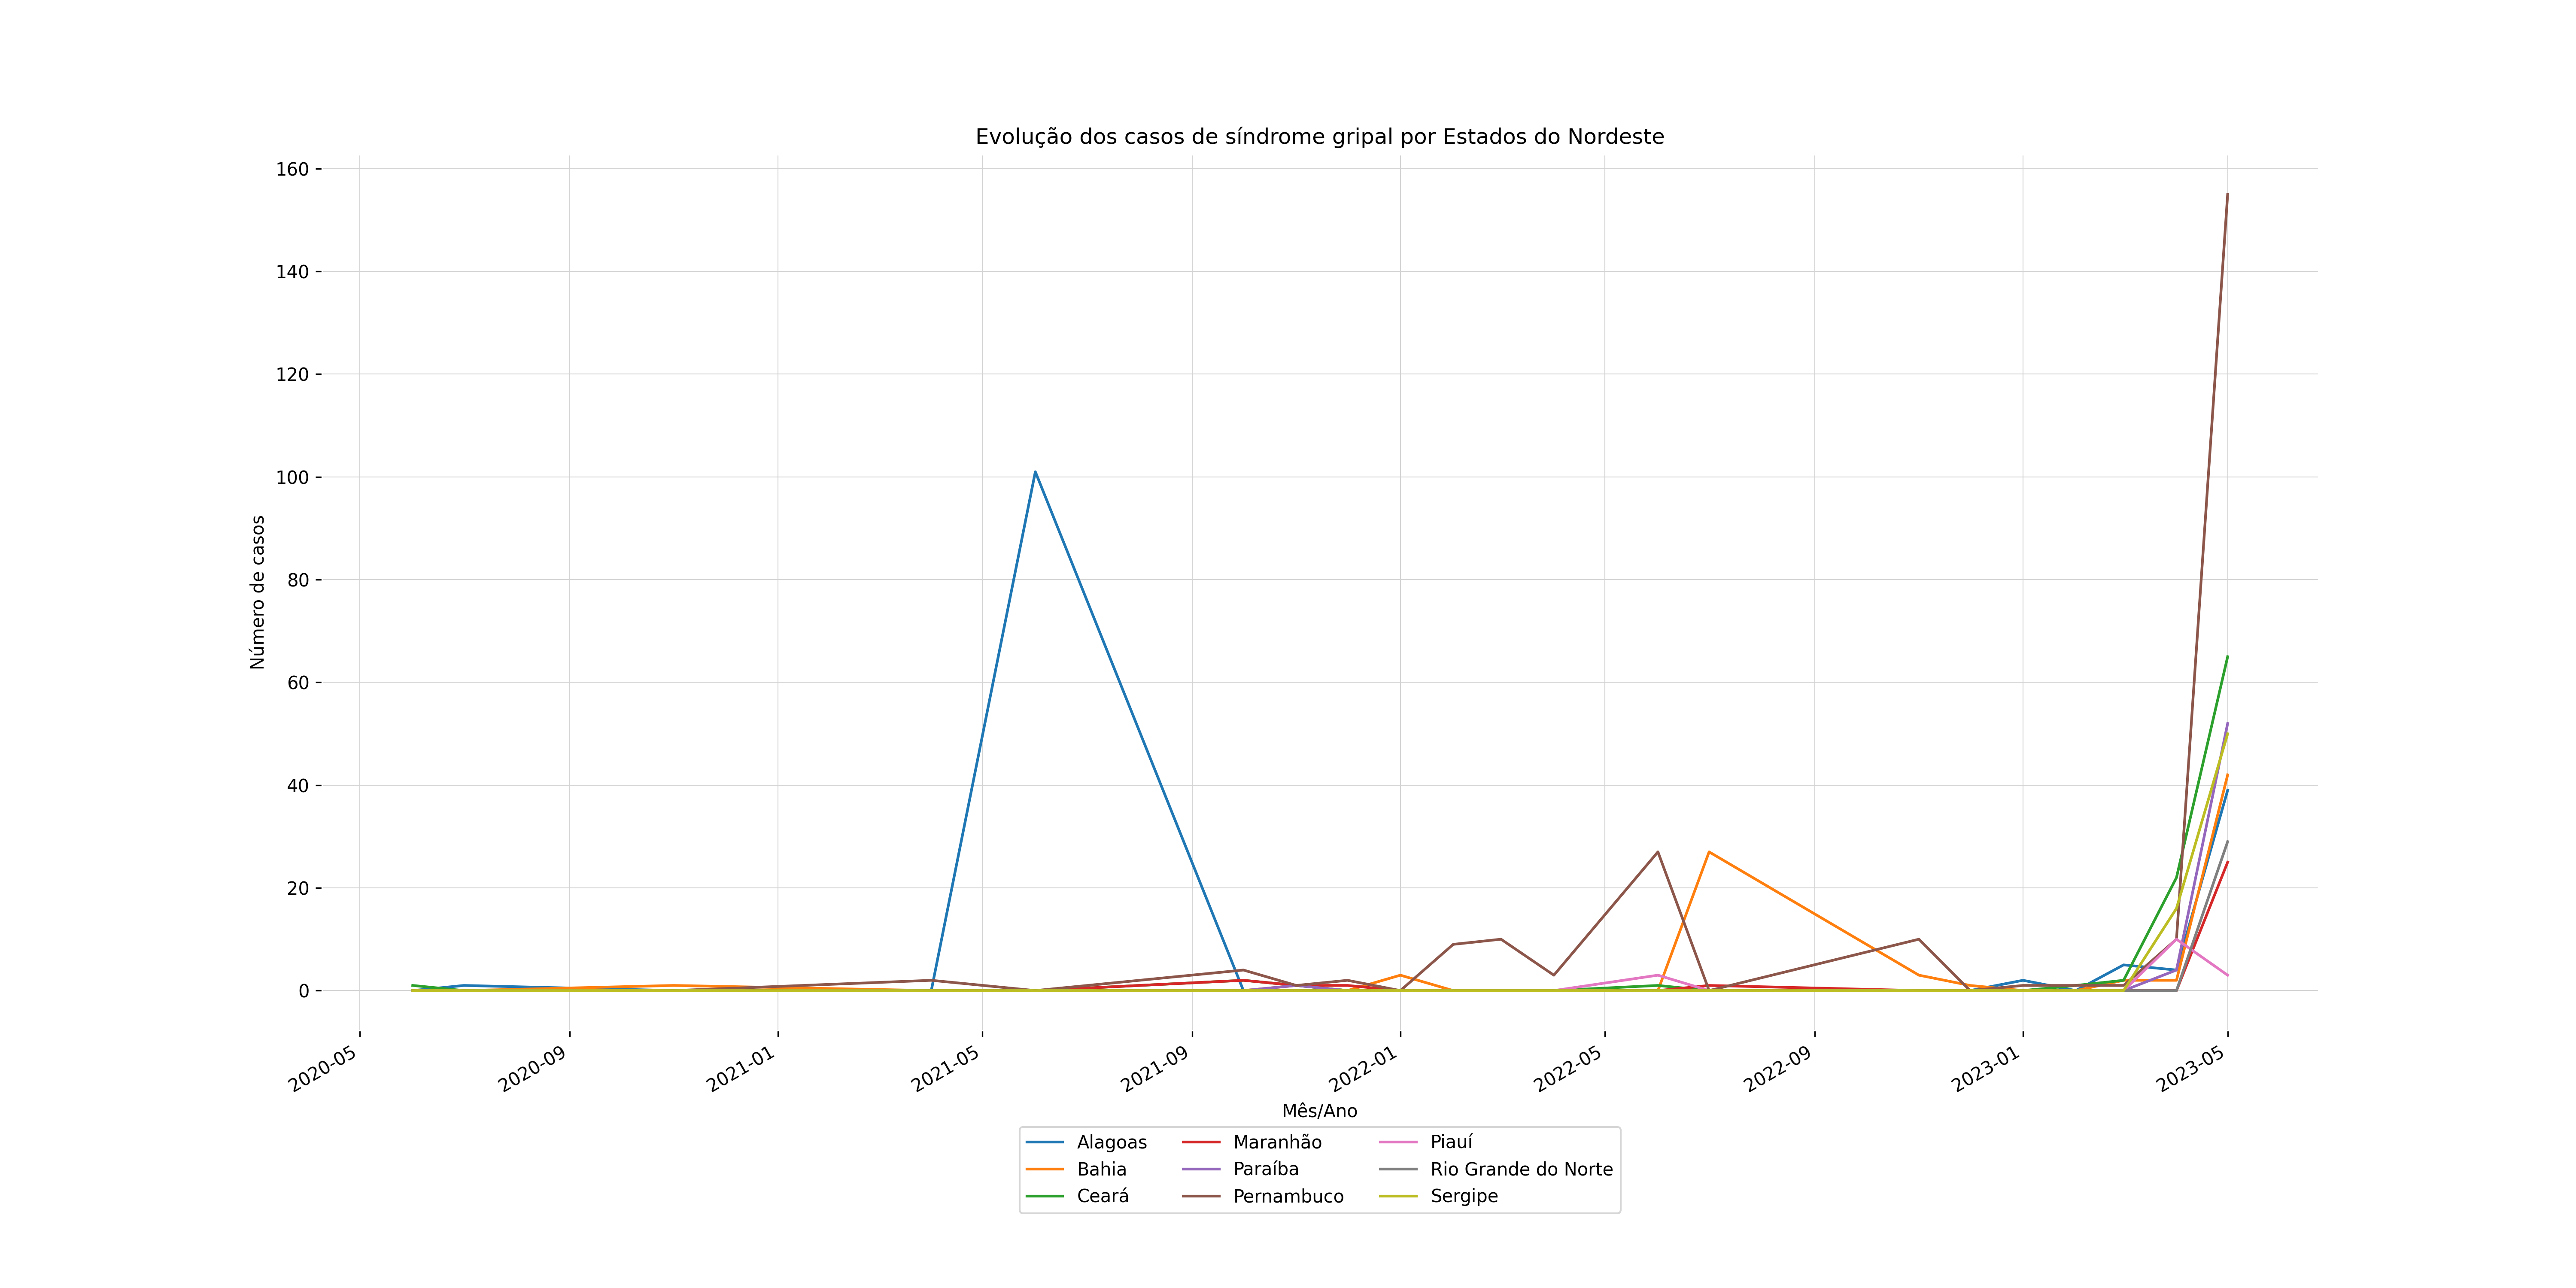 Evolução dos casos de síndrome gripal por Estados do Nordeste
160
140
120
100
80
60
40
20
0
Número de casos
2020-05
2020-09
2021-01
2021-05
2021-09
2022-01
2022-05
2022-09
2023-01
2023-05
Mês/Ano
Alagoas
Bahia
Ceará
Maranhão
Paraíba
Pernambuco
Piauí
Rio Grande do Norte
Sergipe